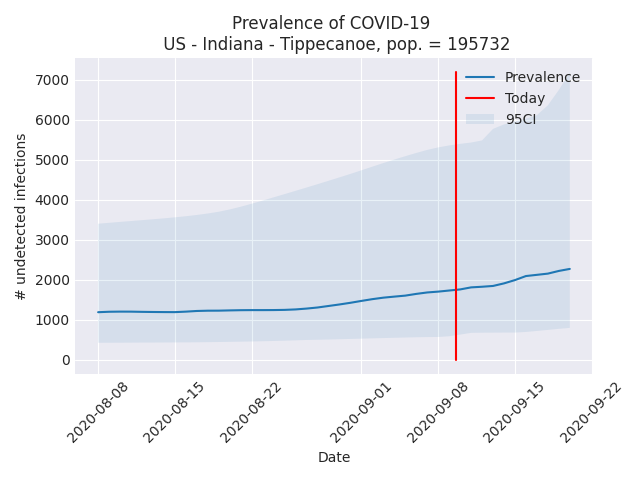 Prevalence of COVID-19
US - Indiana - Tippecanoe, pop. = 195732
Prevalence
Today
95CI
# undetected infections
7000
6000
5000
4000
3000
2000
1000
0
2020-08-08
2020-08-15
2020-08-22
2020-09-01
2020-09-08
2020-09-15
2020-09-22
Date